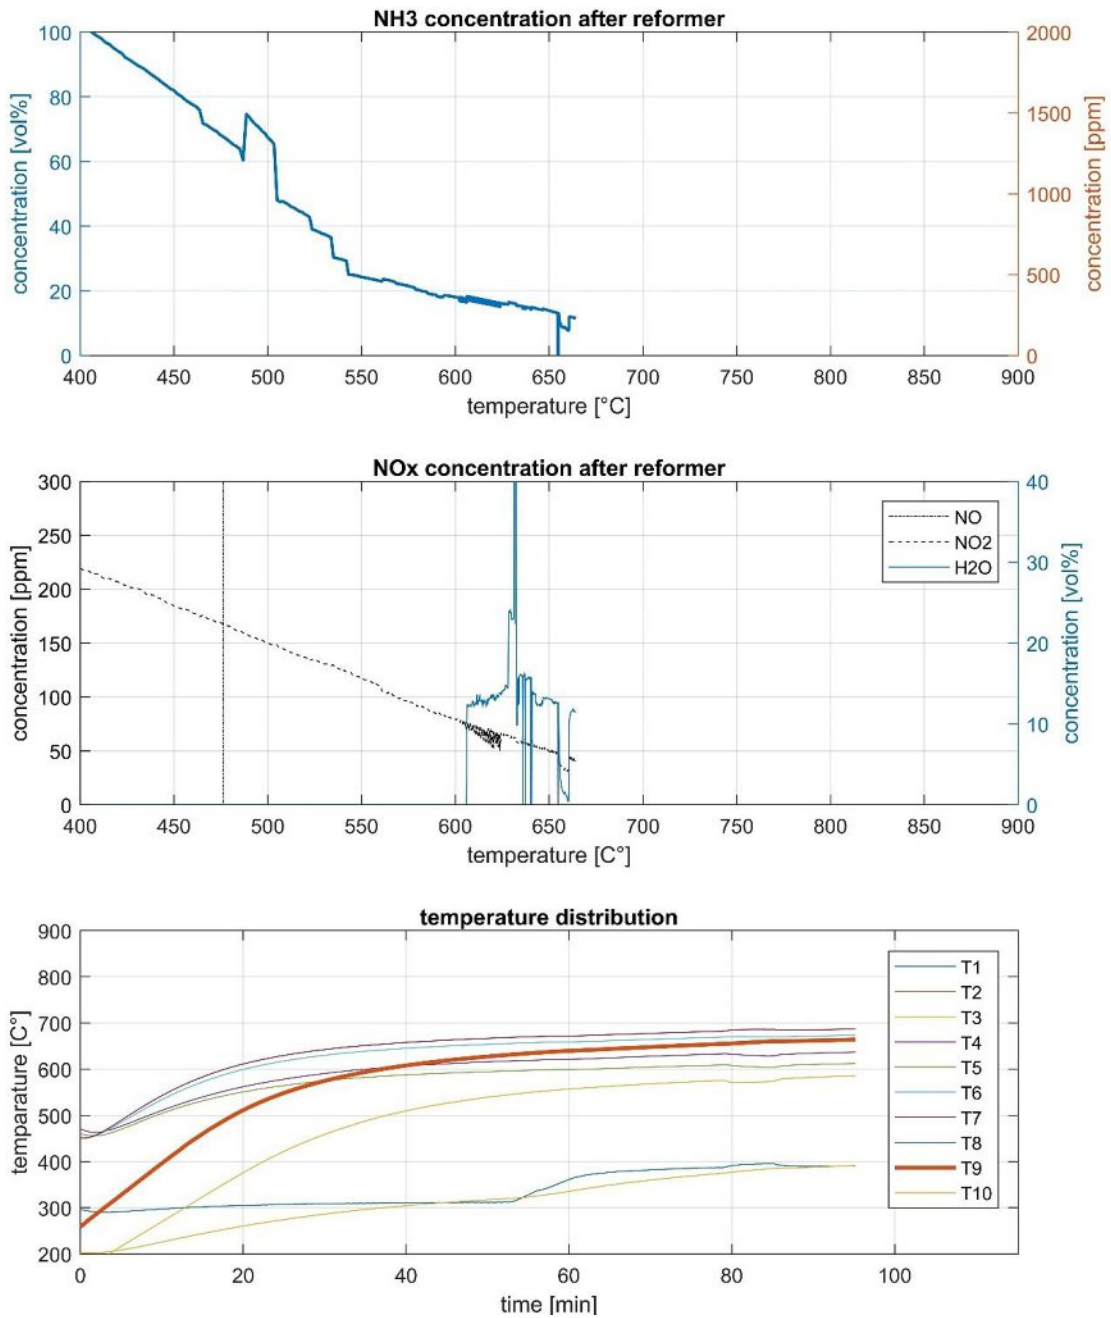 NH3 concentration after reformer
100
80
60
40
20
0
concentration [vol%]
2000
1500
1000
500
0
concentration [ppm]
400 450 500 550 600 650 700 750 800 850 900
temperature [°C]
NOx concentration after reformer
300
250
200
150
100
50
0
concentration [ppm]
NO
NO2
H2O
40
30
20
10
0
concentration [vol%]
400 450 500 550 600 650 700 750 800 850 900
temperature [C°]
temperature distribution
900
800
700
600
500
400
300
200
temparature [C°]
T1
T2
T3
T4
T5
T6
T7
T8
T9
T10
0 20 40 60 80 100
time [min]